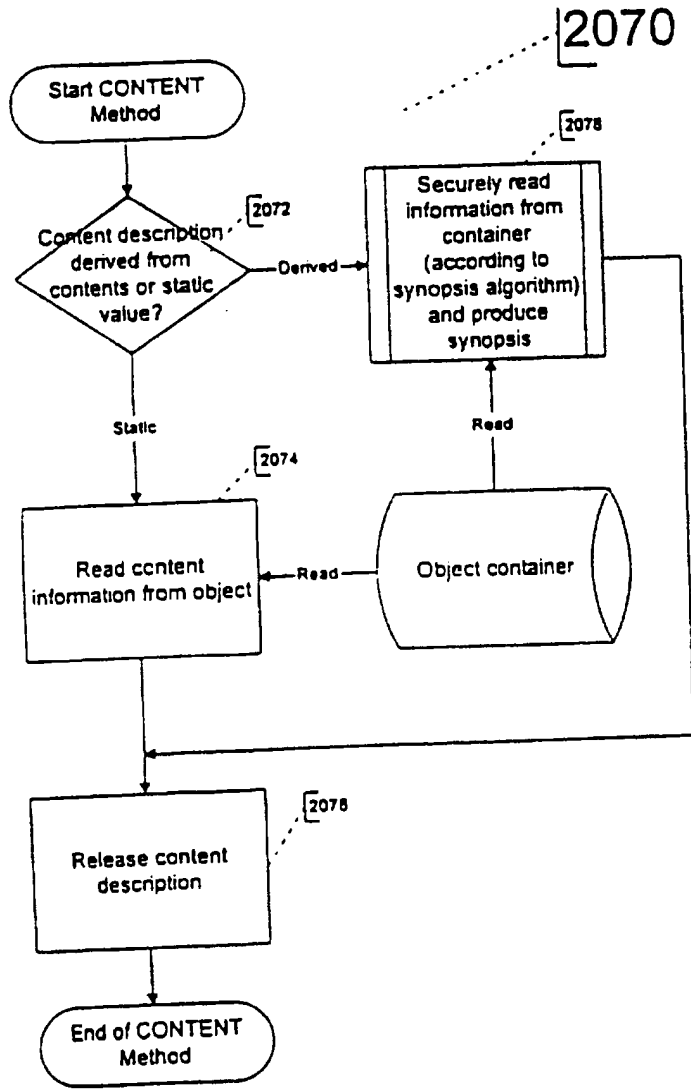 2070
Start CONTENT
Method
2072
Content description
derived from
contents or static
value?
Derived
2078
Securely read
information from
container
(according to
synopsis algorithm)
and produce
synopsis
Static
Read
2074
Read content
information from object
Read
Object container
2076
Release content
description
End of CONTENT
Method